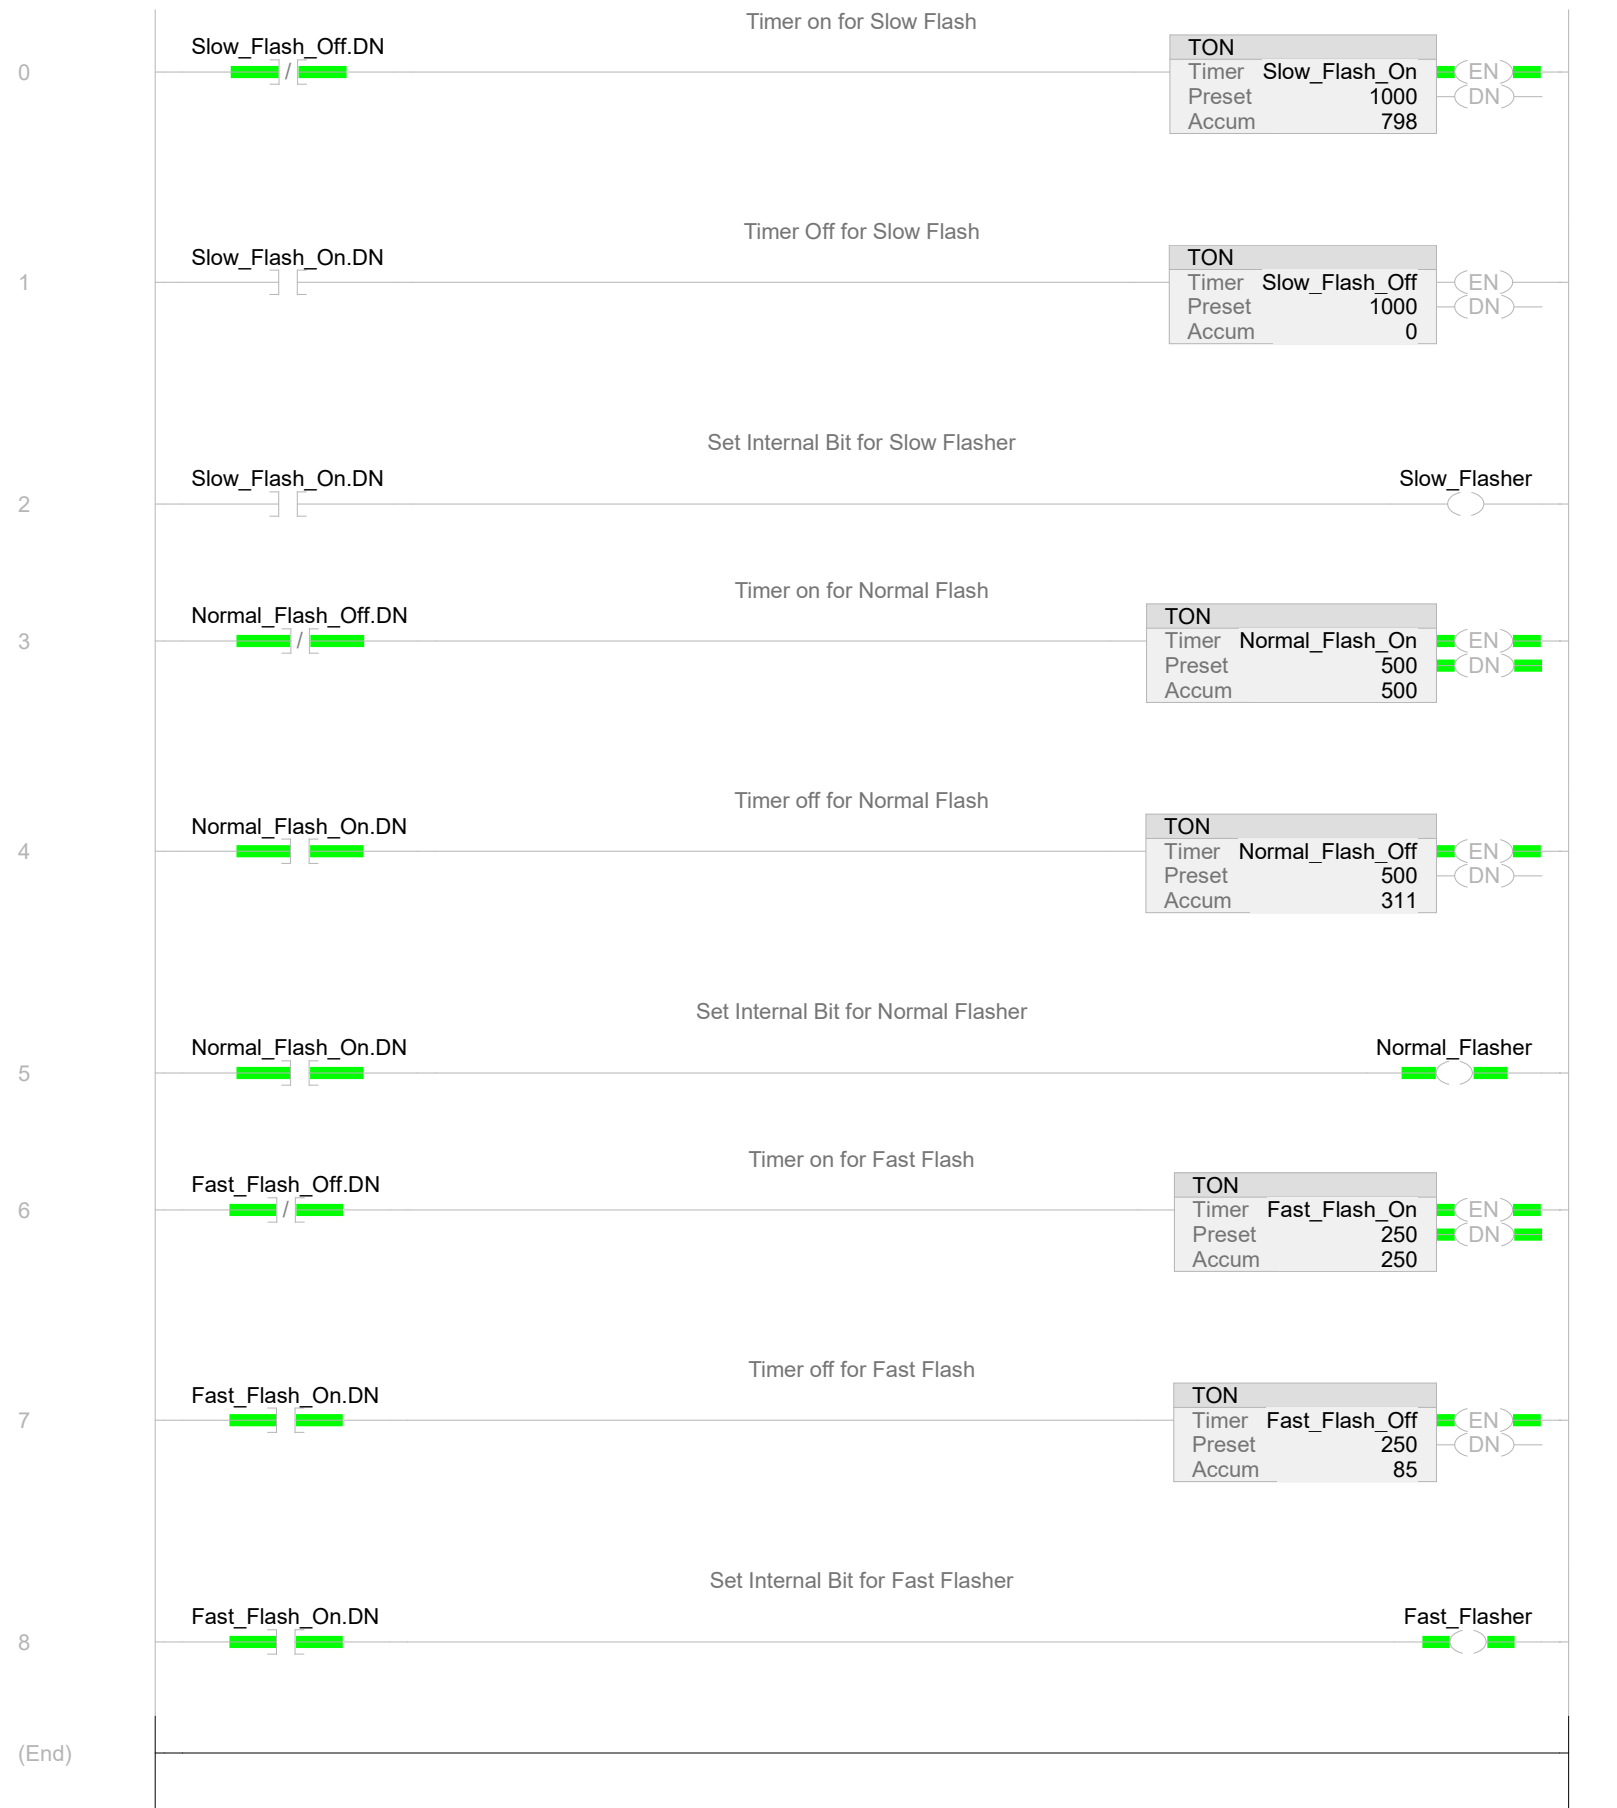 Timer on for Slow Flash
Slow_Flash_Off.DN
TON
0
/
Timer Slow_Flash_On
EN
Preset 1000
DN
Accum 798
Timer Off for Slow Flash
Slow_Flash_On.DN
TON
1
Timer Slow_Flash_Off
EN
Preset 1000
DN
Accum 0
Set Internal Bit for Slow Flasher
Slow_Flash_On.DN
Slow_Flasher
2
Timer on for Normal Flash
Normal_Flash_Off.DN
TON
3
/
Timer Normal_Flash_On
EN
Preset 500
DN
Accum 500
Timer off for Normal Flash
Normal_Flash_On.DN
TON
4
Timer Normal_Flash_Off
EN
Preset 500
DN
Accum 311
Set Internal Bit for Normal Flasher
Normal_Flash_On.DN
Normal_Flasher
5
Timer on for Fast Flash
Fast_Flash_Off.DN
TON
6
/
Timer Fast_Flash_On
EN
Preset 250
DN
Accum 250
Timer off for Fast Flash
Fast_Flash_On.DN
TON
7
Timer Fast_Flash_Off
EN
Preset 250
DN
Accum 85
Set Internal Bit for Fast Flasher
Fast_Flash_On.DN
Fast_Flasher
8
(End)